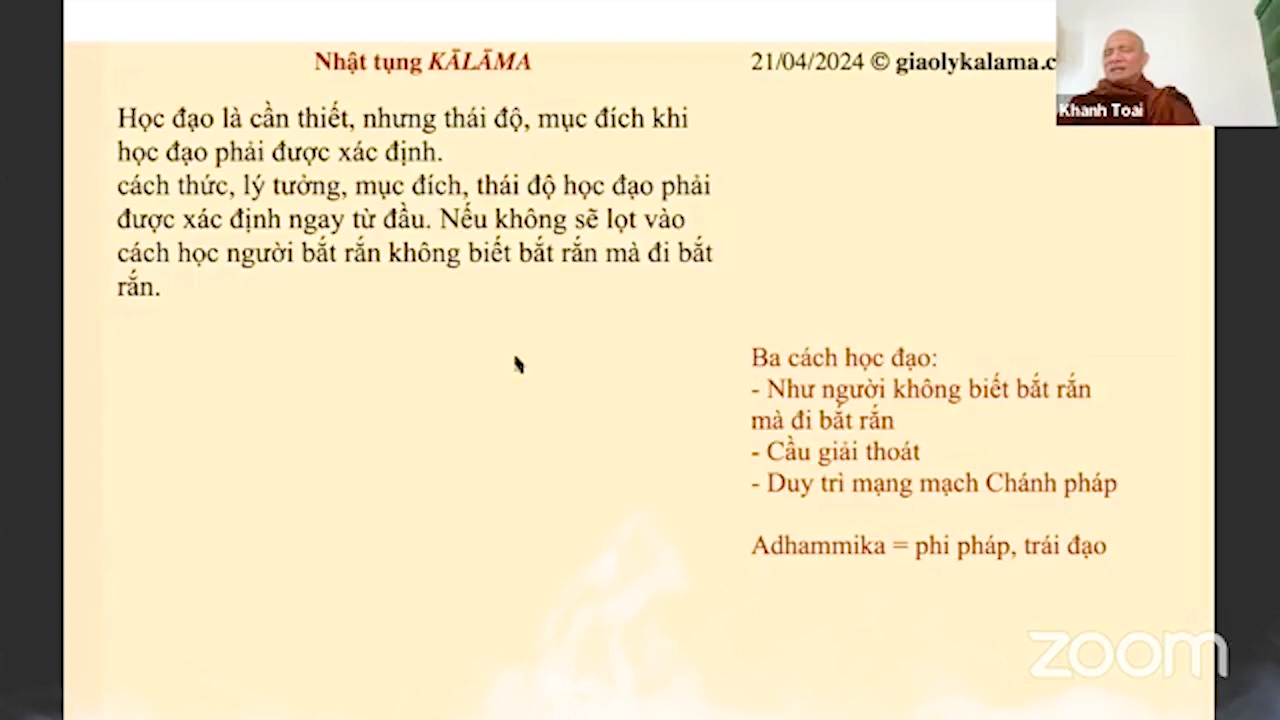 Nhật tụng KĀLĀMA
21/04/2024 © giaolykalama.c
Khanh Toai
Học đạo là cần thiết, nhưng thái độ, mục đích khi
học đạo phải được xác định.
cách thức, lý tưởng, mục đích, thái độ học đạo phải
được xác định ngay từ đầu. Nếu không sẽ lọt vào
cách học người bắt rắn không biết bắt rắn mà đi bắt
rắn.
Ba cách học đạo:
- Như người không biết bắt rắn
mà đi bắt rắn
- Cầu giải thoát
- Duy trì mạng mạch Chánh pháp
Adhammika = phi pháp, trái đạo
zoom